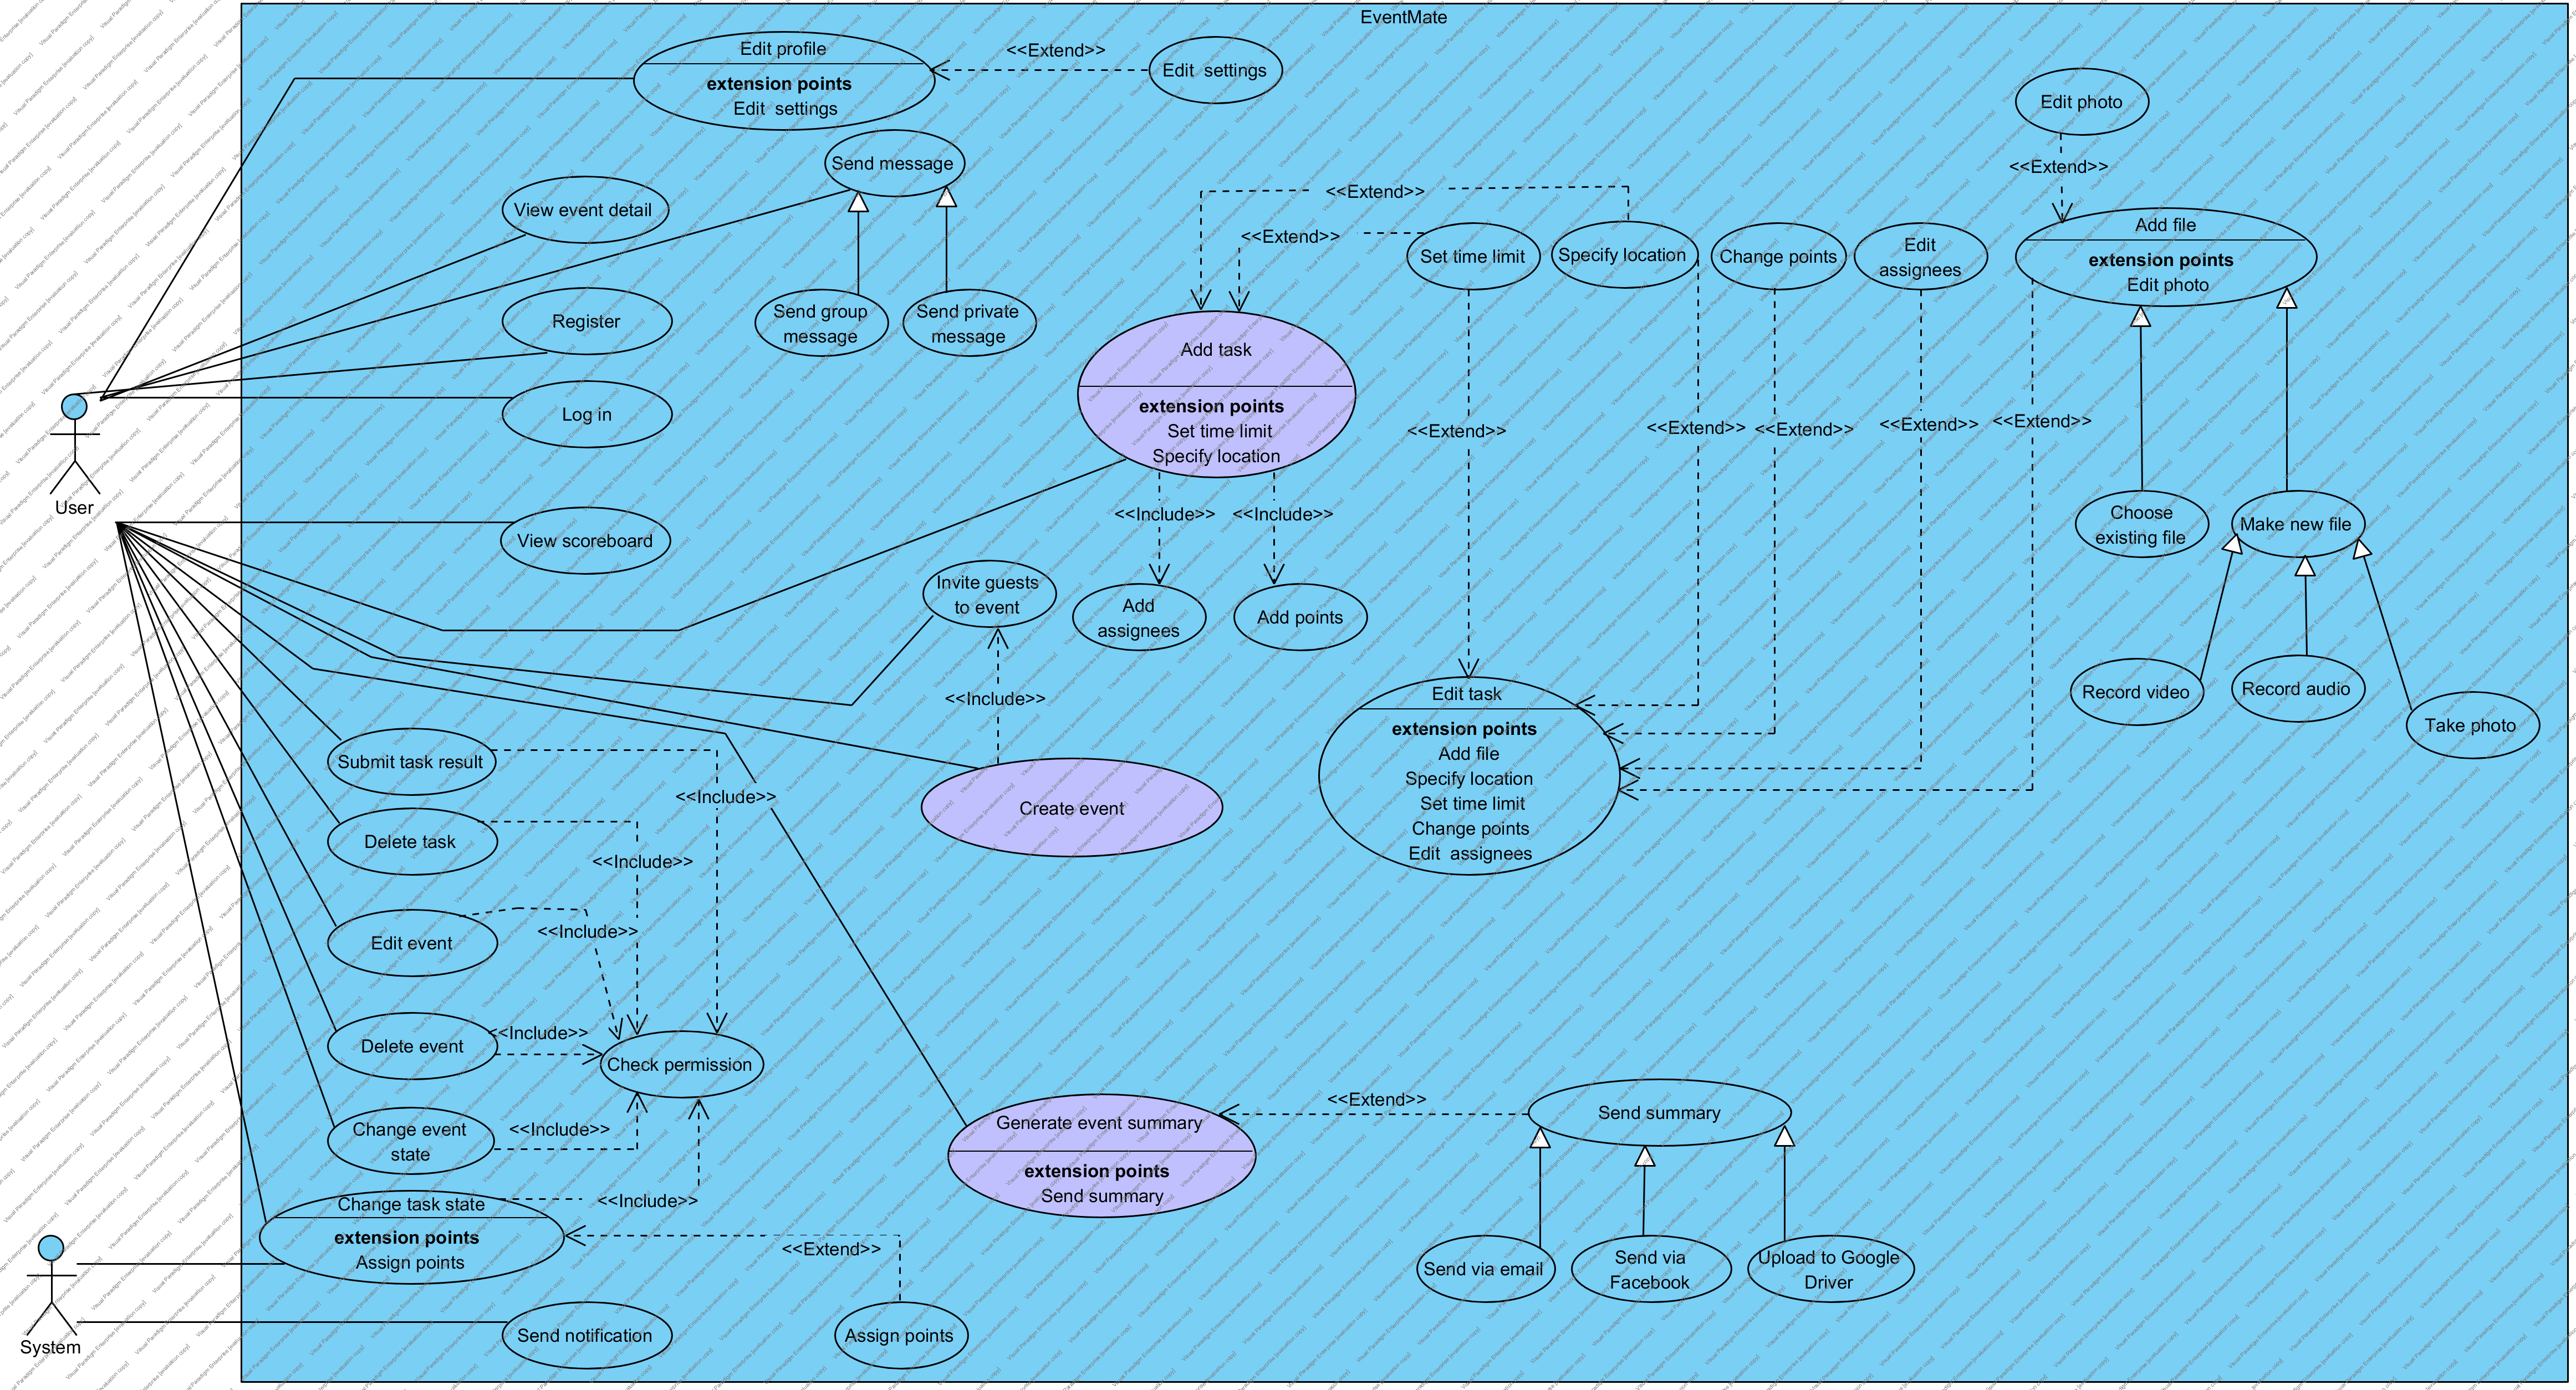 EventMate
Edit profile
extension points
Edit  settings
<<Extend>>
Edit  settings
Edit photo
<<Extend>>
Send message
View event detail
<<Extend>>
<<Extend>>
Set time limit
Specify location
Change points
Edit
assignees
Add file
extension points
Edit photo
Register
Send group
message
Send private
message
Add task
extension points
Set time limit
Specify location
Log in
<<Extend>>
<<Extend>>
<<Extend>>
<<Extend>>
<<Extend>>
User
<<Include>>
<<Include>>
Choose
existing file
Make new file
View scoreboard
Invite guests
to event
Add
assignees
Add points
<<Include>>
Record video
Record audio
Take photo
Edit task
extension points
Add file
Specify location
Set time limit
Change points
Edit  assignees
Submit task result
<<Include>>
Create event
Delete task
<<Include>>
Edit event
<<Include>>
Delete event
<<Include>>
Check permission
Change event
state
<<Include>>
Generate event summary
extension points
Send summary
<<Extend>>
Send summary
Change task state
extension points
Assign points
<<Include>>
<<Extend>>
Send via email
Send via
Facebook
Upload to Google
Driver
System
Send notification
Assign points
Visual Paradigm Enterprise [evaluation copy]